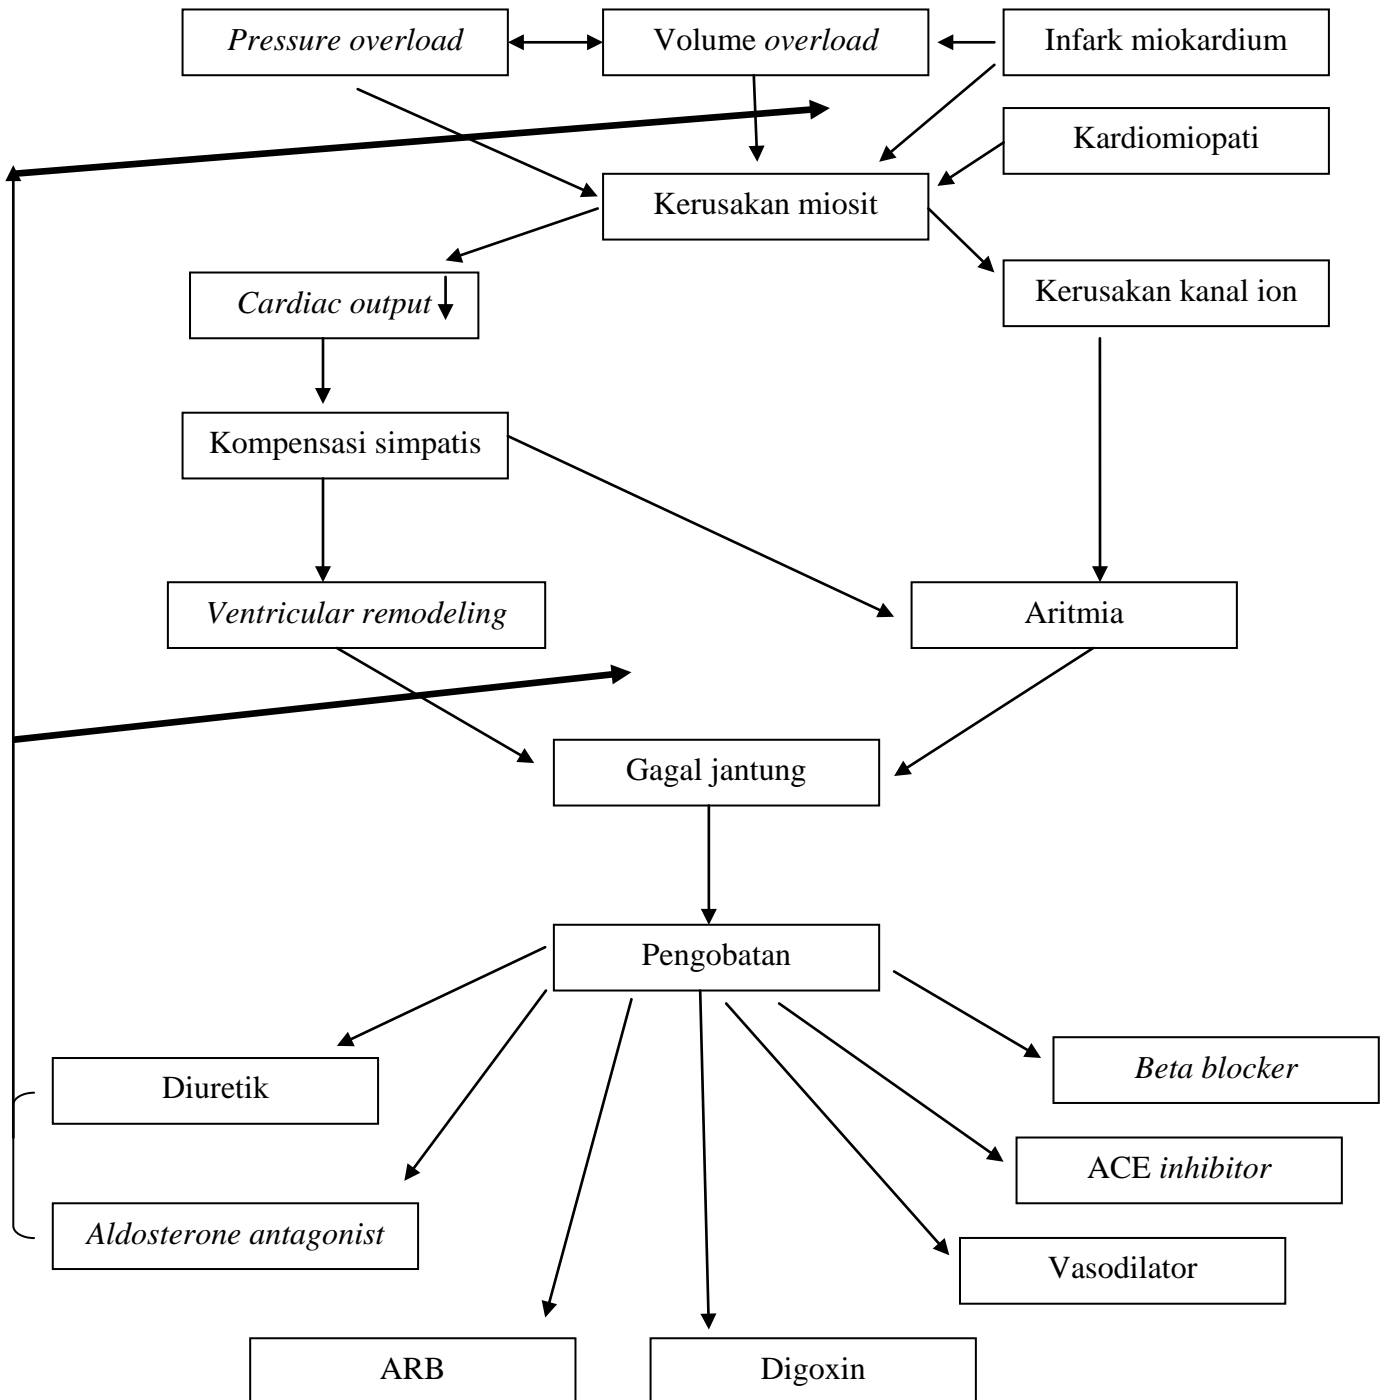 Pressure overload
Volume overload
Infark miokardium
Kardiomiopati
Kerusakan miosit
Kerusakan kanal ion
Cardiac output
Kompensasi simpatis
Ventricular remodeling
Aritmia
Gagal jantung
Pengobatan
Diuretik
Beta blocker
ACE inhibitor
Aldosterone antagonist
Vasodilator
ARB
Digoxin